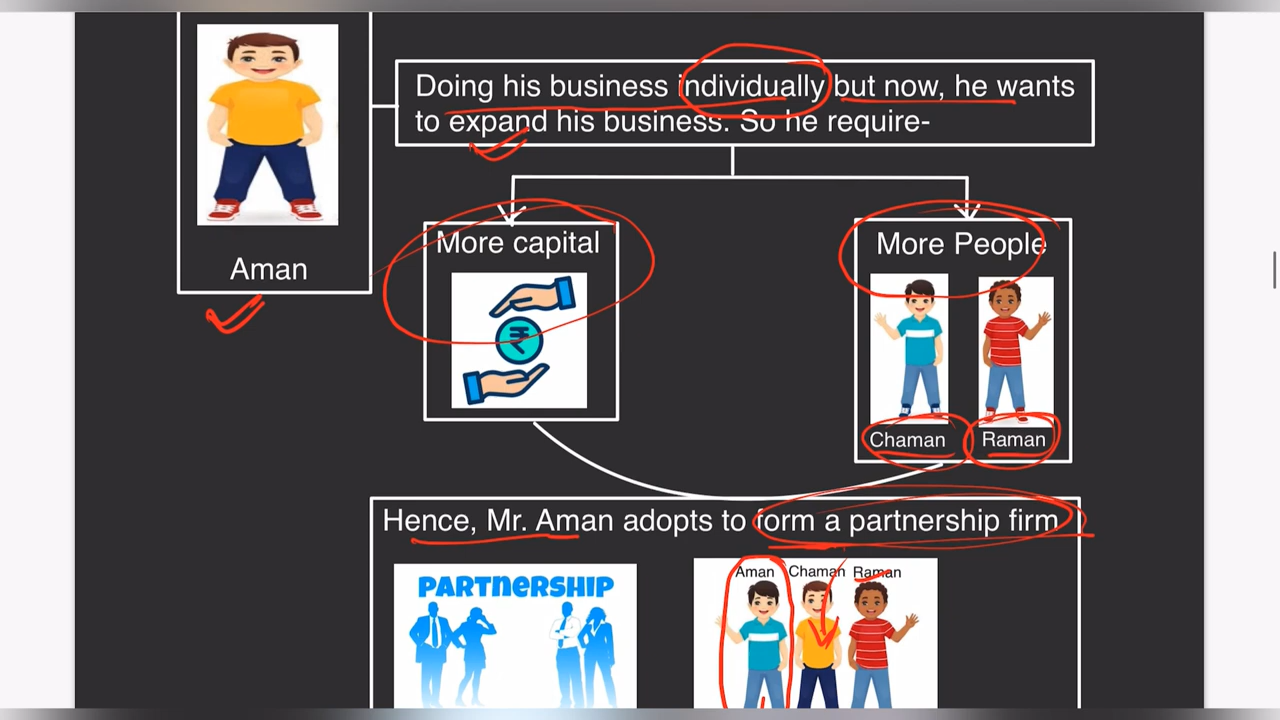 Doing his business individually but now, he wants
to expand his business. So he require-
Aman
More capital
₹
More People
Chaman
Raman
Hence, Mr. Aman adopts to form a partnership firm
PARTNERSHIP
Aman Chaman Raman